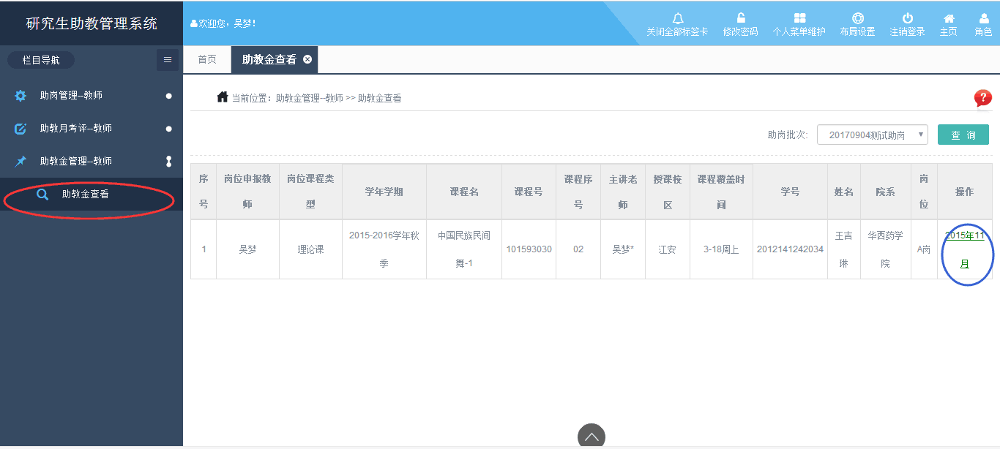 研究生助教管理系统
欢迎您，吴梦！
关闭全部标签卡
修改密码
个人菜单维护
布局设置
注销登录
主页
角色
栏目导航
首页
助教金查看
助岗管理--教师
助教月考评--教师
助教金管理--教师
助教金查看
当前位置：助教金管理--教师 >> 助教金查看
?
助岗批次:
20170904测试助岗
查 询
序
号
岗位申报教
师
岗位课程类
型
学年学期
课程名
课程号
课程序
号
主讲老
师
授课校
区
课程覆盖时
间
学号
姓名
院系
岗
位
操作
1
吴梦
理论课
2015-2016学年秋
季
中国民族民间
舞-1
101593030
02
吴梦*
江安
3-18周上
2012141242034
王吉
琳
华西药学
院
A岗
2015年11
月